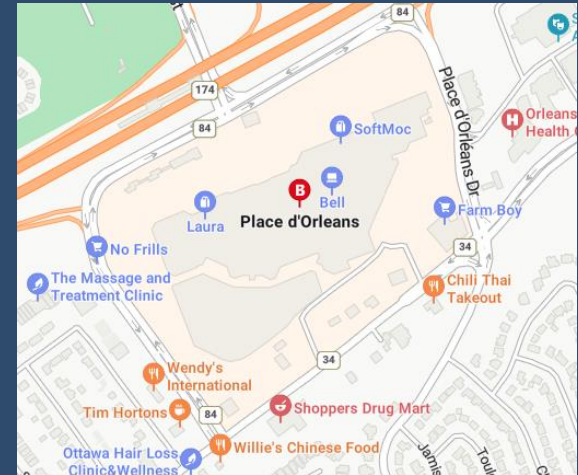 84
174
84
Place d'Orléans Dr
SoftMoc
Orleans
Health
B
Bell
Laura
Place d'Orleans
Farm Boy
No Frills
34
The Massage and
Treatment Clinic
Chili Thai
Takeout
34
Wendy's
International
Tim Hortons
84
Shoppers Drug Mart
Willie's Chinese Food
Ottawa Hair Loss
Clinic&Wellness
Jamis
Tou